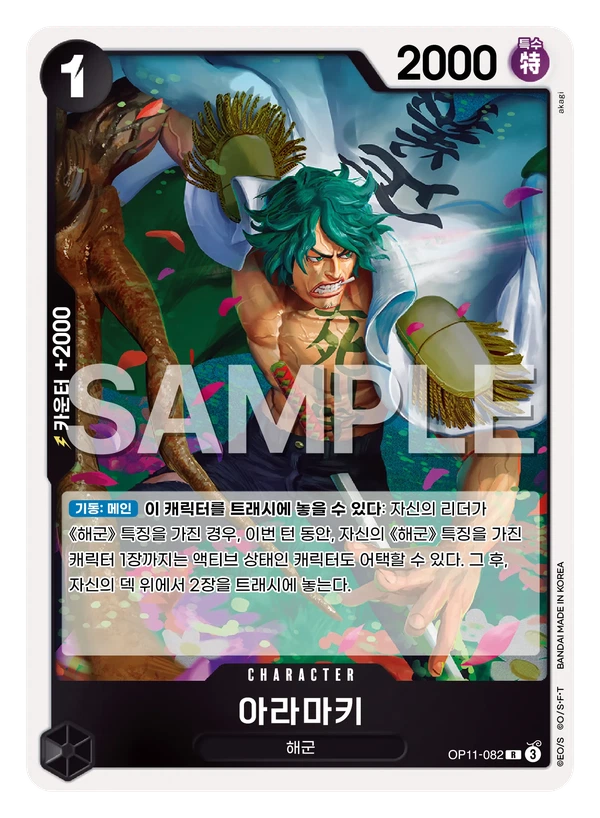 1
2000
특수
特
akagi
死
⚡카운터 +2000
SAMPLE
기동: 메인 이 캐릭터를 트래시에 놓을 수 있다: 자신의 리더가
《해군》 특징을 가진 경우, 이번 턴 동안, 자신의 《해군》 특징을 가진
캐릭터 1장까지는 액티브 상태인 캐릭터도 어택할 수 있다. 그 후,
자신의 덱 위에서 2장을 트래시에 놓는다.
CHARACTER
아라마키
해군
OP11-082 R 3
©EO/S ©O/S·F·T BANDAI MADE IN KOREA